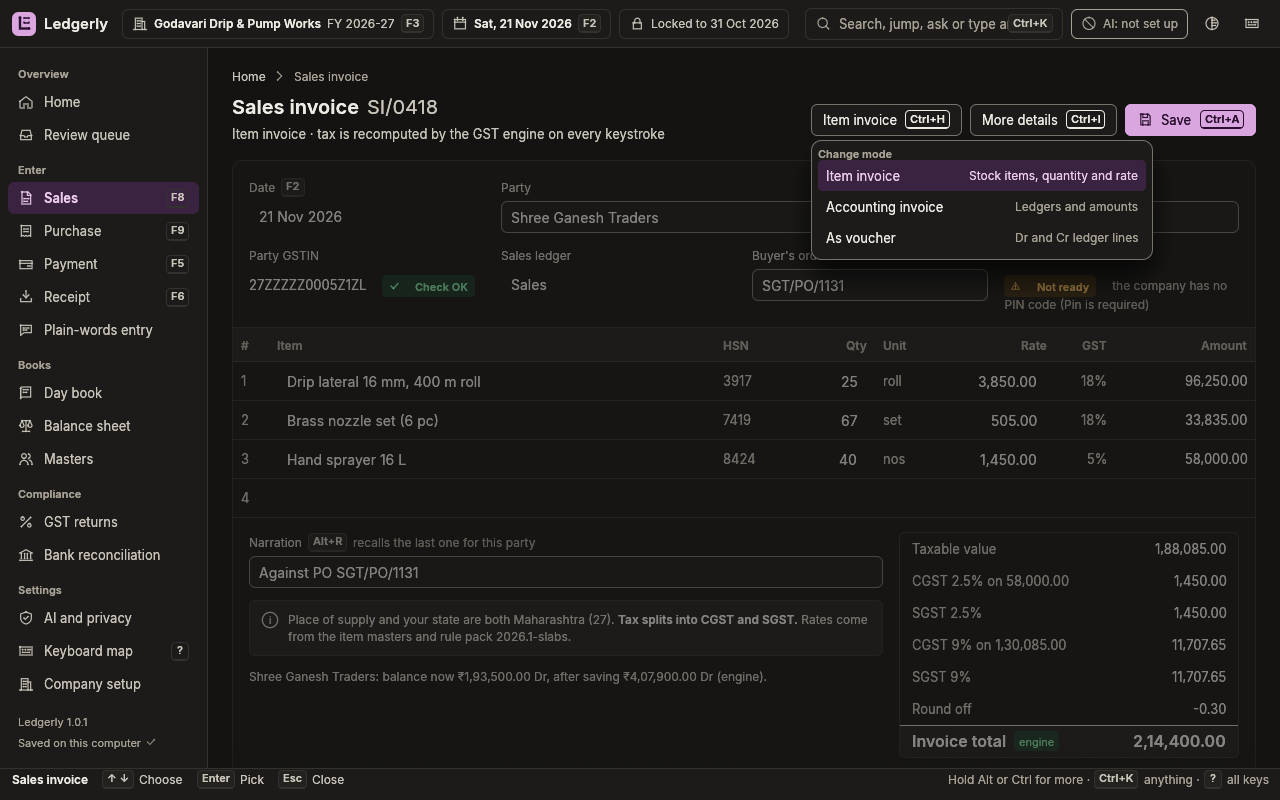 Ledgerly
Godavari Drip & Pump Works FY 2026-27 F3
Sat, 21 Nov 2026 F2
Locked to 31 Oct 2026
Search, jump, ask or type a Ctrl+K
AI: not set up
Overview
Home
Review queue
Enter
Sales F8
Purchase F9
Payment F5
Receipt F6
Plain-words entry
Books
Day book
Balance sheet
Masters
Compliance
GST returns
Bank reconciliation
Settings
AI and privacy
Keyboard map ?
Company setup
Ledgerly 1.0.1
Saved on this computer
Home > Sales invoice
Sales invoice SI/0418
Item invoice · tax is recomputed by the GST engine on every keystroke
Item invoice Ctrl+H
More details Ctrl+I
Save Ctrl+A
Change mode
Item invoice Stock items, quantity and rate
Accounting invoice Ledgers and amounts
As voucher Dr and Cr ledger lines
Date F2
21 Nov 2026
Party
Shree Ganesh Traders
Party GSTIN
27ZZZZZ0005Z1ZL Check OK
Sales ledger
Sales
Buyer's or
SGT/PO/1131
Not ready the company has no
PIN code (Pin is required)
# Item HSN Qty Unit Rate GST Amount
1 Drip lateral 16 mm, 400 m roll 3917 25 roll 3,850.00 18% 96,250.00
2 Brass nozzle set (6 pc) 7419 67 set 505.00 18% 33,835.00
3 Hand sprayer 16 L 8424 40 nos 1,450.00 5% 58,000.00
4
Narration Alt+R recalls the last one for this party
Against PO SGT/PO/1131
Place of supply and your state are both Maharashtra (27). Tax splits into CGST and SGST. Rates come
from the item masters and rule pack 2026.1-slabs.
Shree Ganesh Traders: balance now ₹1,93,500.00 Dr, after saving ₹4,07,900.00 Dr (engine).
Taxable value 1,88,085.00
CGST 2.5% on 58,000.00 1,450.00
SGST 2.5% 1,450.00
CGST 9% on 1,30,085.00 11,707.65
SGST 9% 11,707.65
Round off -0.30
Invoice total engine 2,14,400.00
Sales invoice ↑ ↓ Choose Enter Pick Esc Close
Hold Alt or Ctrl for more · Ctrl+K anything · ? all keys